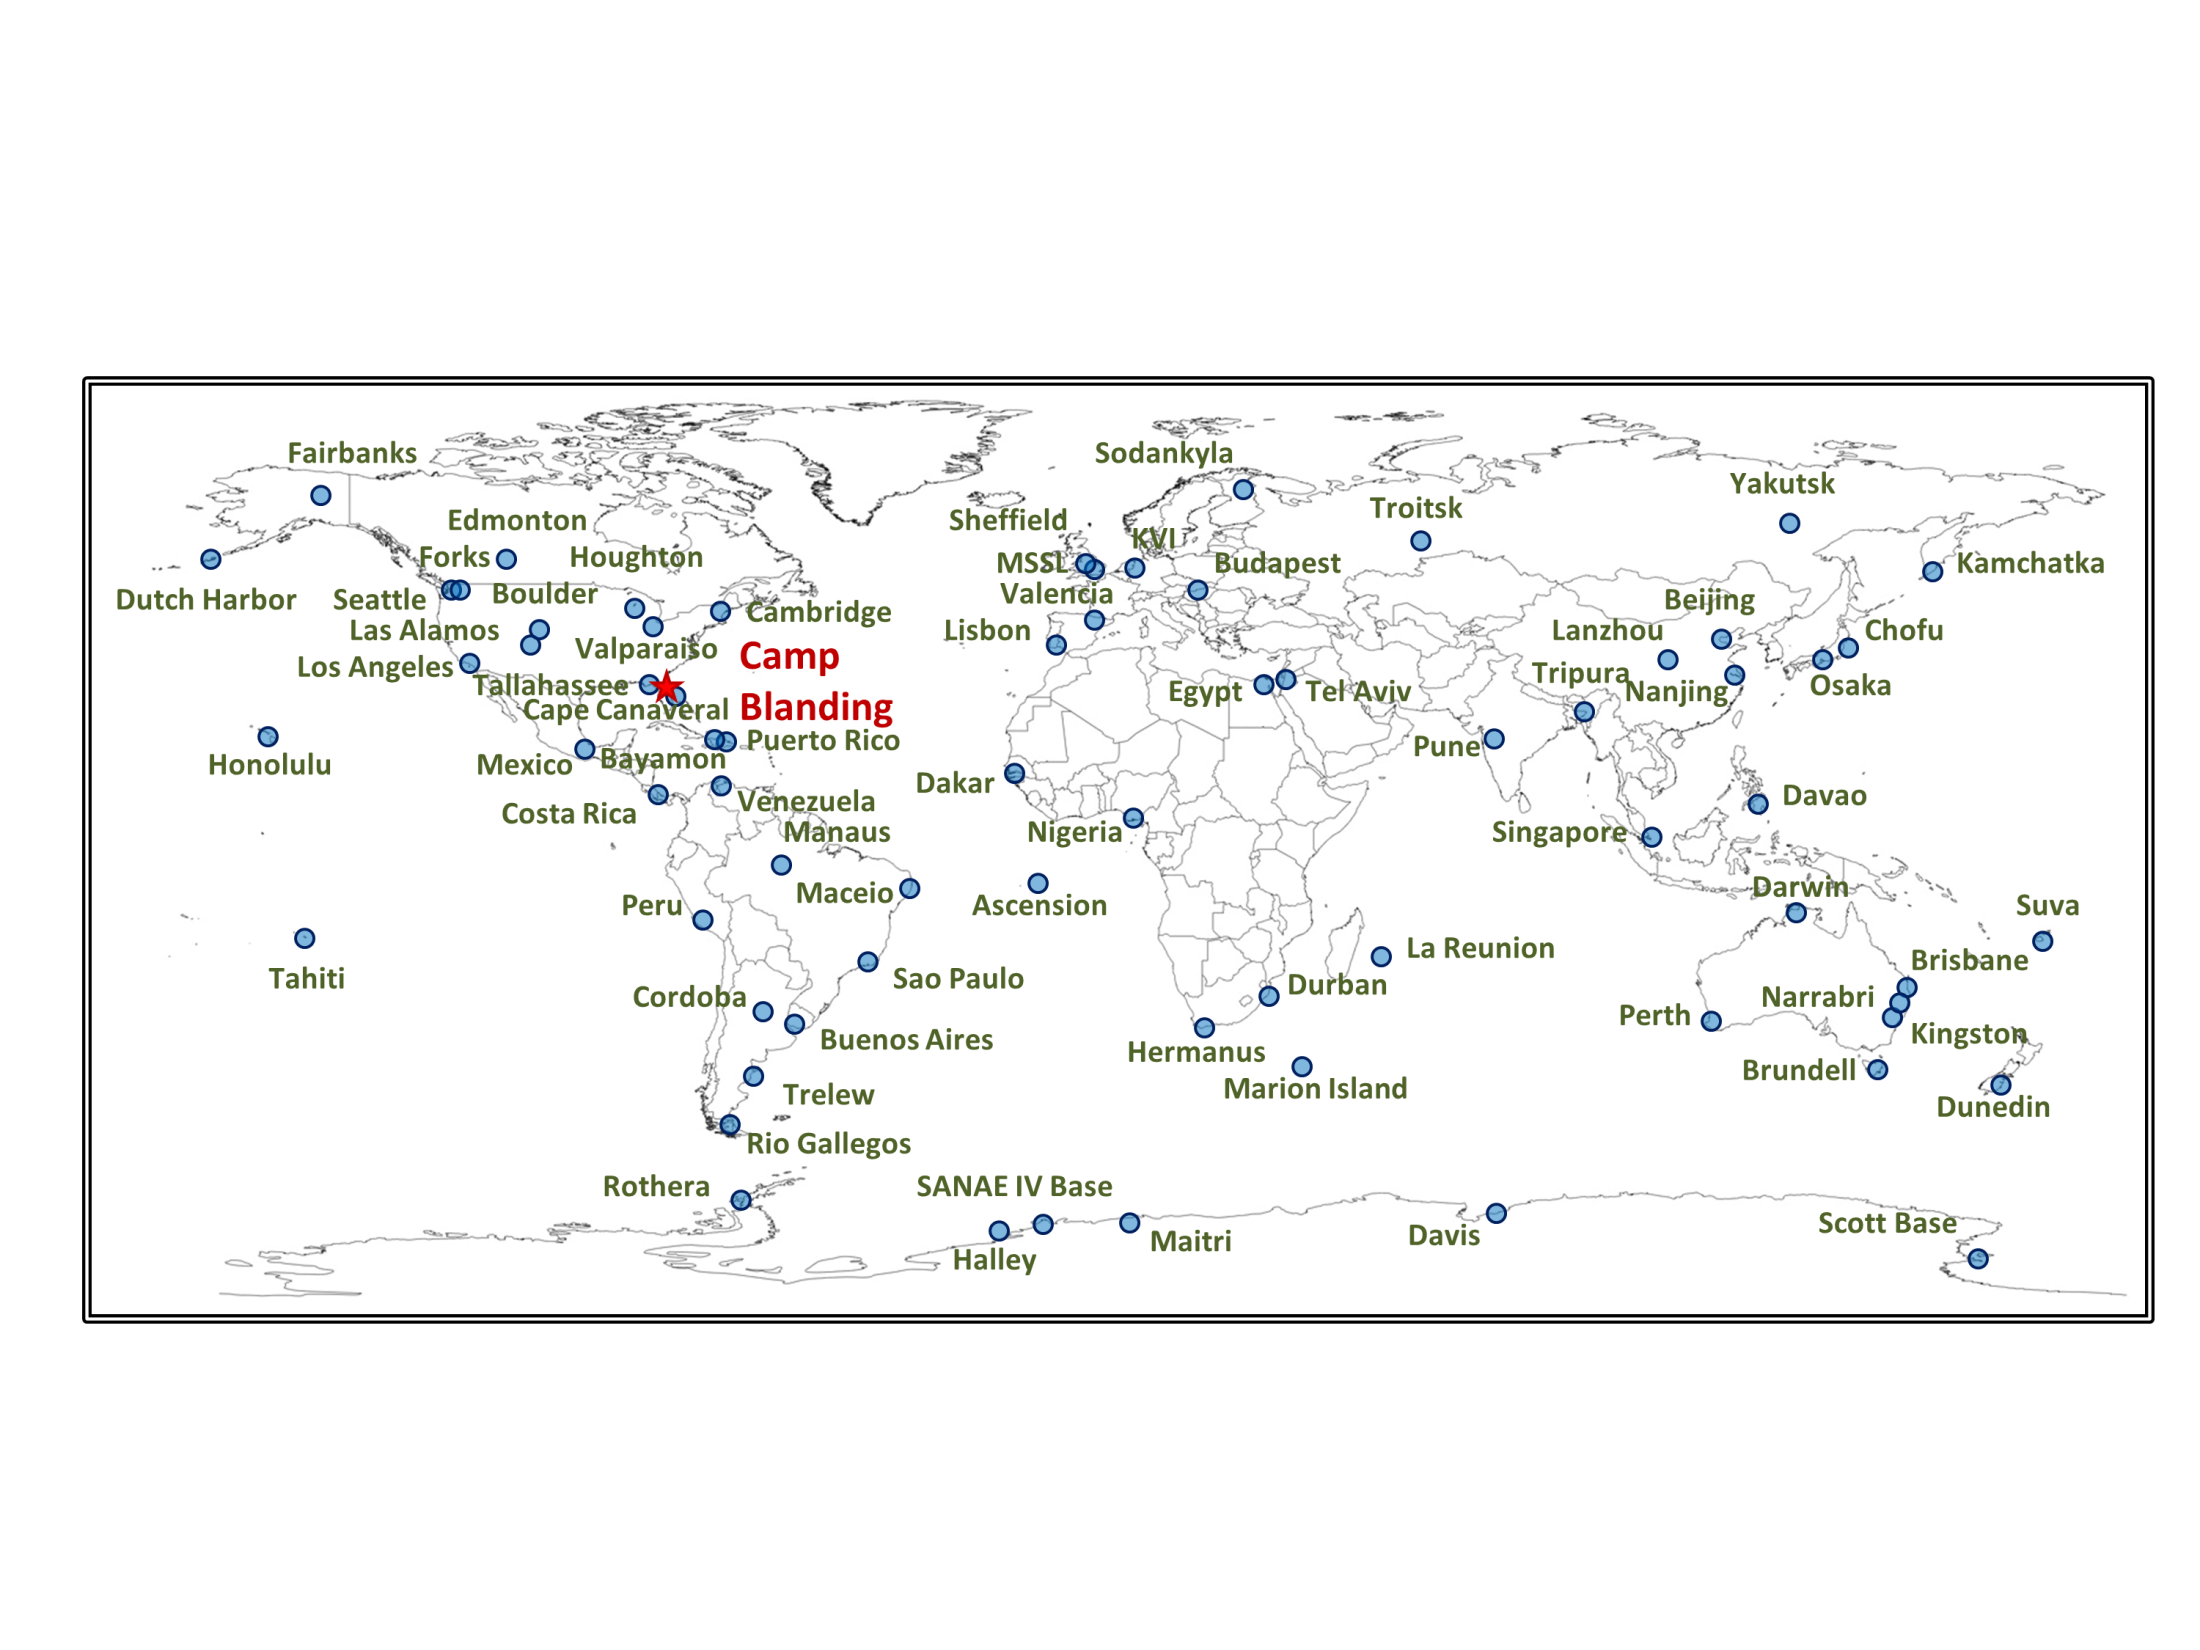 Fairbanks
Sodankyla
Yakutsk
Troitsk
Edmonton
Sheffield
KVI
Forks
Houghton
MSSL
Budapest
Kamchatka
Dutch Harbor
Seattle
Boulder
Valencia
Beijing
Cambridge
Las Alamos
Lisbon
Lanzhou
Chofu
Valparaiso
Camp
Blanding
Los Angeles
Tallahassee
Tripura
Egypt
Tel Aviv
Nanjing
Osaka
Cape Canaveral
Puerto Rico
Pune
Honolulu
Mexico
Bayamon
Dakar
Davao
Costa Rica
Venezuela
Manaus
Nigeria
Singapore
Maceio
Darwin
Peru
Ascension
Suva
La Reunion
Brisbane
Tahiti
Sao Paulo
Durban
Cordoba
Narrabri
Perth
Buenos Aires
Kingston
Hermanus
Brundell
Marion Island
Trelew
Dunedin
Rio Gallegos
Rothera
SANAE IV Base
Scott Base
Davis
Maitri
Halley